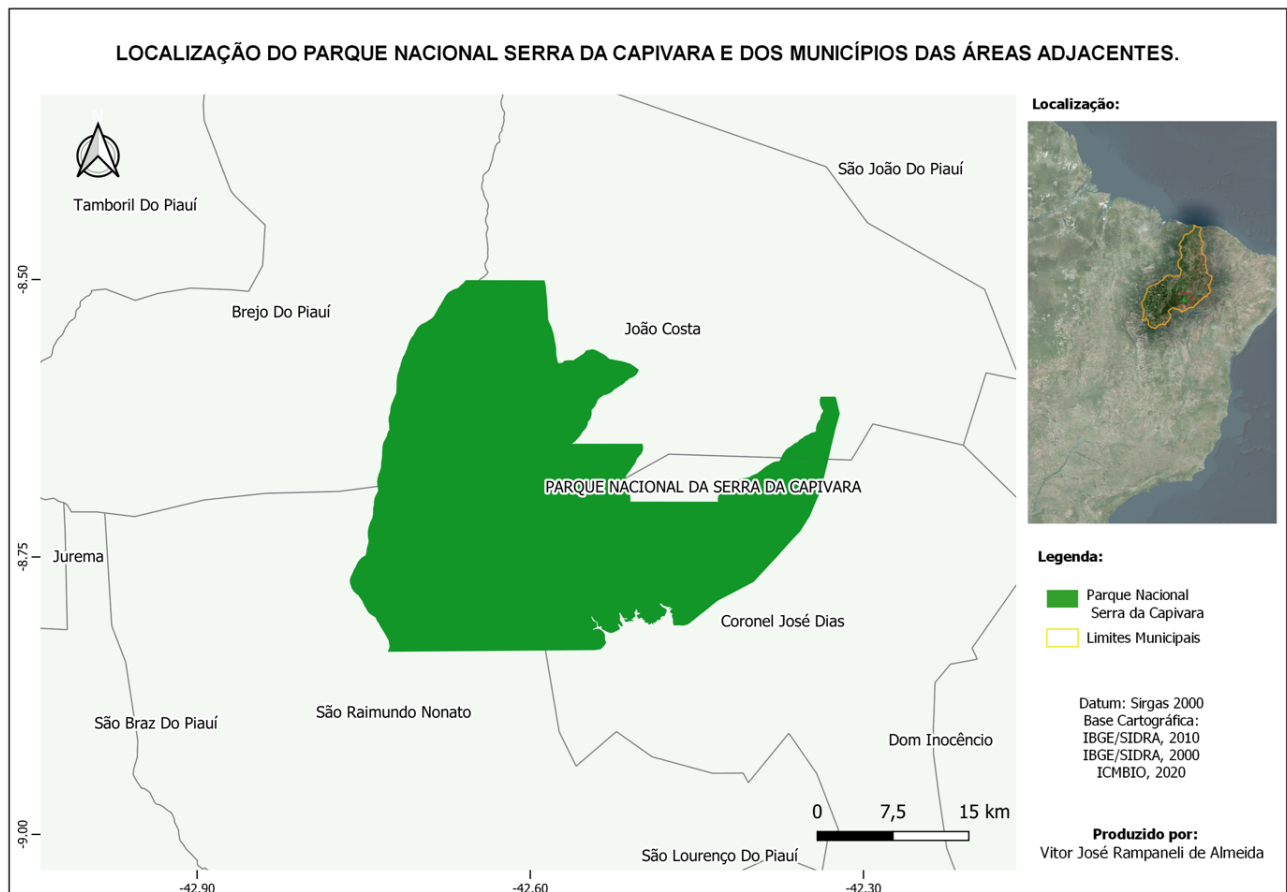 LOCALIZAÇÃO DO PARQUE NACIONAL SERRA DA CAPIVARA E DOS MUNICÍPIOS DAS ÁREAS ADJACENTES.
Localização:
São João Do Piauí
Tamboril Do Piauí
-8.50
Brejo Do Piauí
João Costa
PARQUE NACIONAL DA SERRA DA CAPIVARA
-8.75
Jurema
Coronel José Dias
São Raimundo Nonato
São Braz Do Piauí
Dom Inocêncio
0 7,5 15 km
-9.00
São Lourenço Do Piauí
-42.90 -42.60 -42.30
Legenda:
Parque Nacional
Serra da Capivara
Limites Municipais
Datum: Sirgas 2000
Base Cartográfica:
IBGE/SIDRA, 2010
IBGE/SIDRA, 2000
ICMBIO, 2020
Produzido por:
Vitor José Rampaneli de Almeida